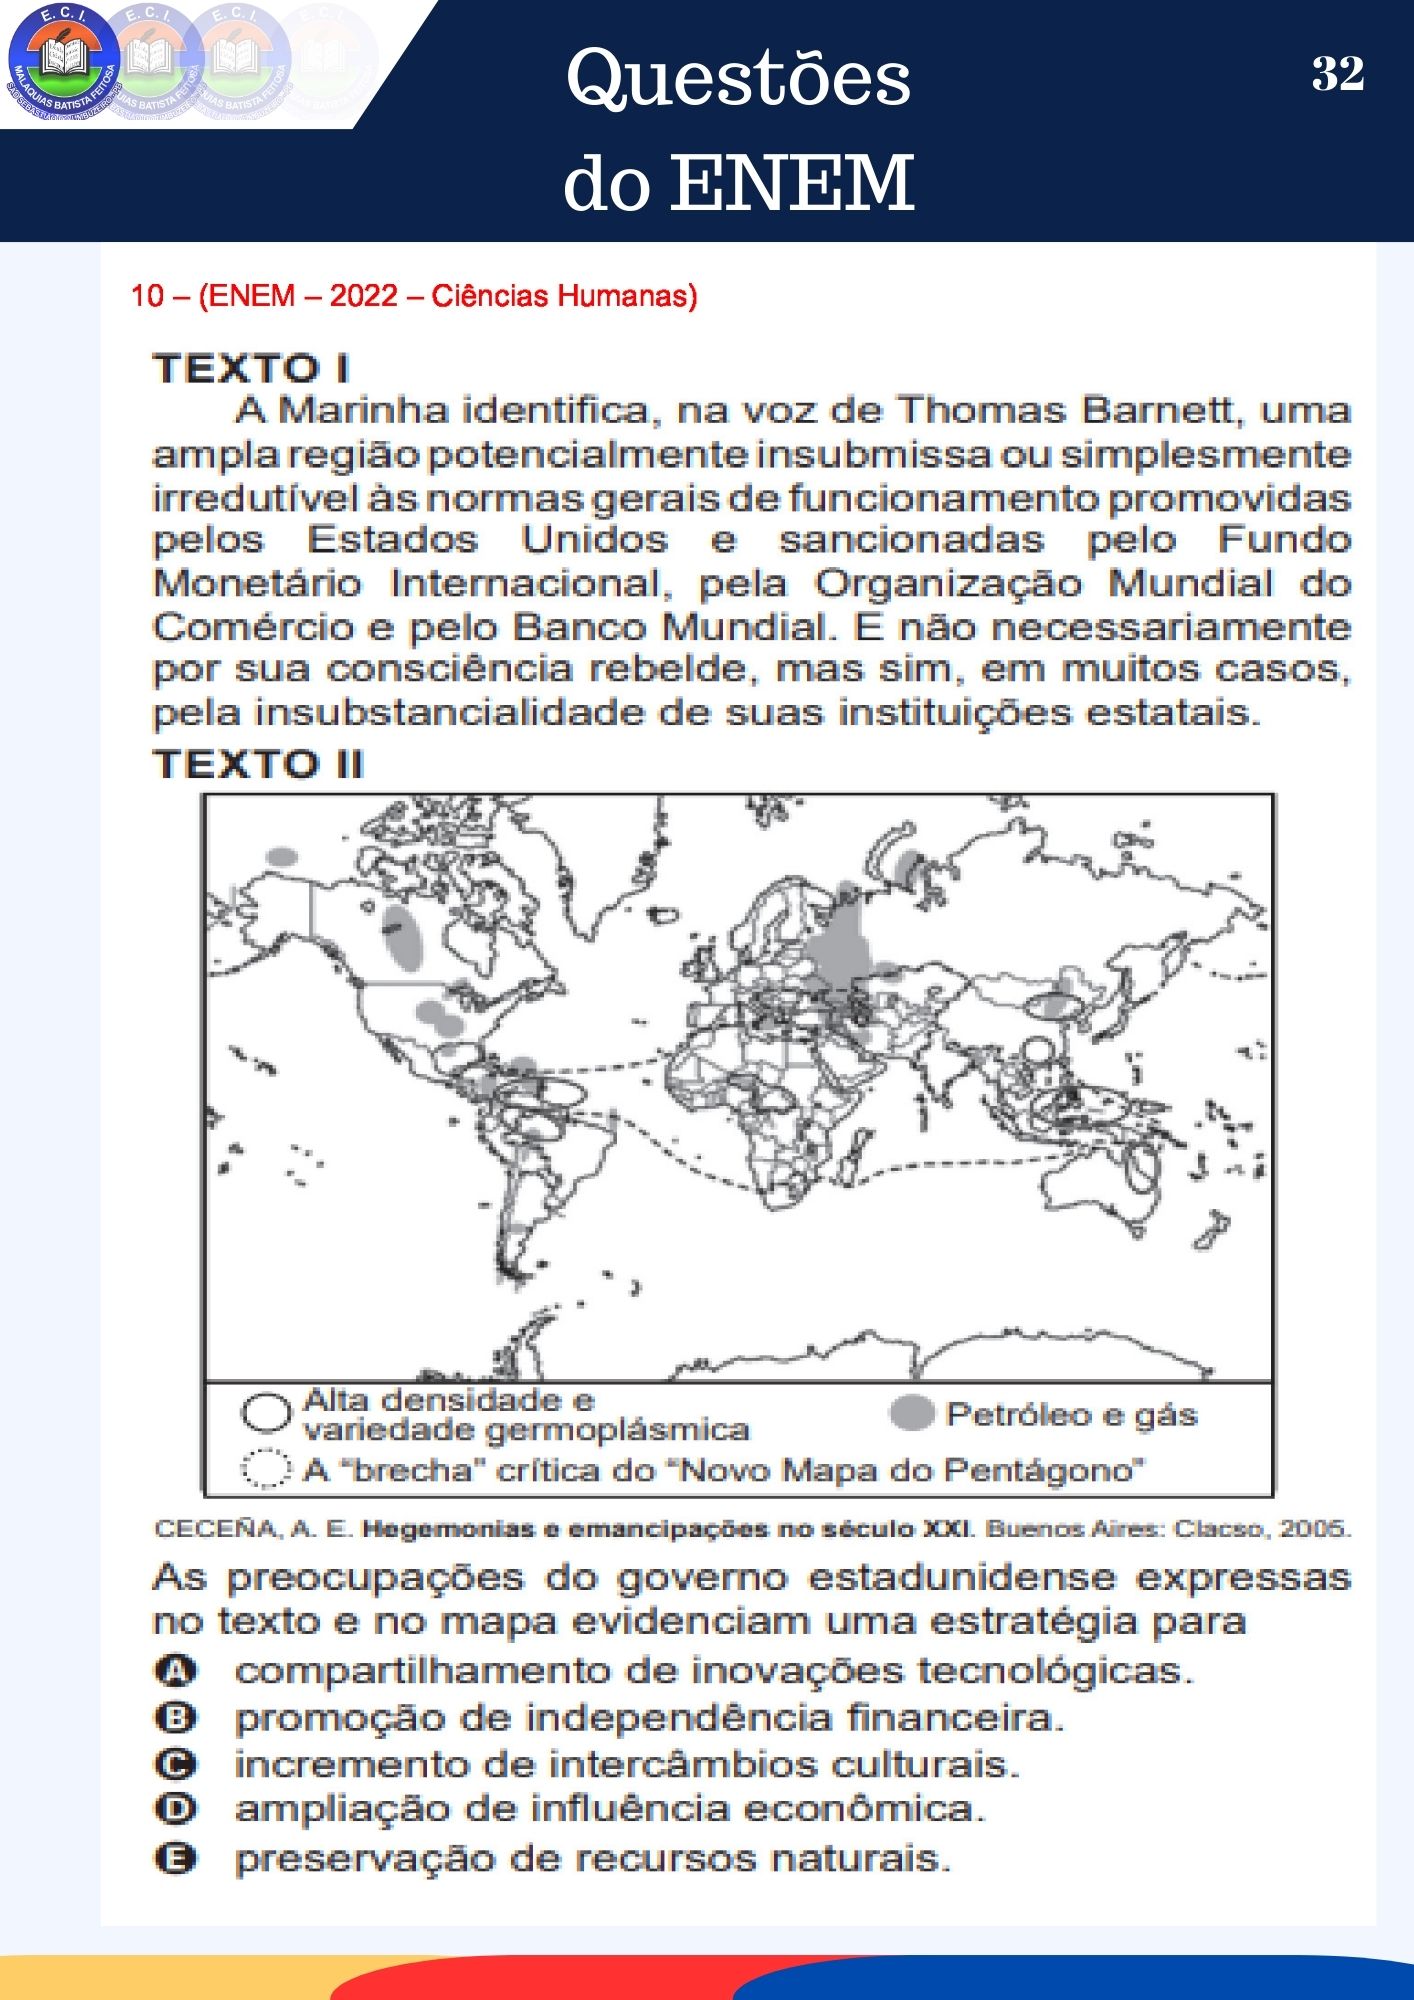 E. C. I.
E. C. I.
E. C. I.
MALAQUIAS BATISTA FEITOSA
Questões
do ENEM
32
10 – (ENEM – 2022 – Ciências Humanas)
TEXTO I
A Marinha identifica, na voz de Thomas Barnett, uma
ampla região potencialmente insubmissa ou simplesmente
irredutível às normas gerais de funcionamento promovidas
pelos Estados Unidos e sancionadas pelo Fundo
Monetário Internacional, pela Organização Mundial do
Comércio e pelo Banco Mundial. E não necessariamente
por sua consciência rebelde, mas sim, em muitos casos,
pela insubstancialidade de suas instituições estatais.
TEXTO II
Alta densidade e
variedade germoplásmica
Petróleo e gás
A “brecha” crítica do “Novo Mapa do Pentágono”
CECEÑA, A. E. Hegemonias e emancipações no século XXI. Buenos Aires: Clacso, 2005.
As preocupações do governo estadunidense expressas
no texto e no mapa evidenciam uma estratégia para
A compartilhamento de inovações tecnológicas.
B promoção de independência financeira.
C incremento de intercâmbios culturais.
D ampliação de influência econômica.
E preservação de recursos naturais.